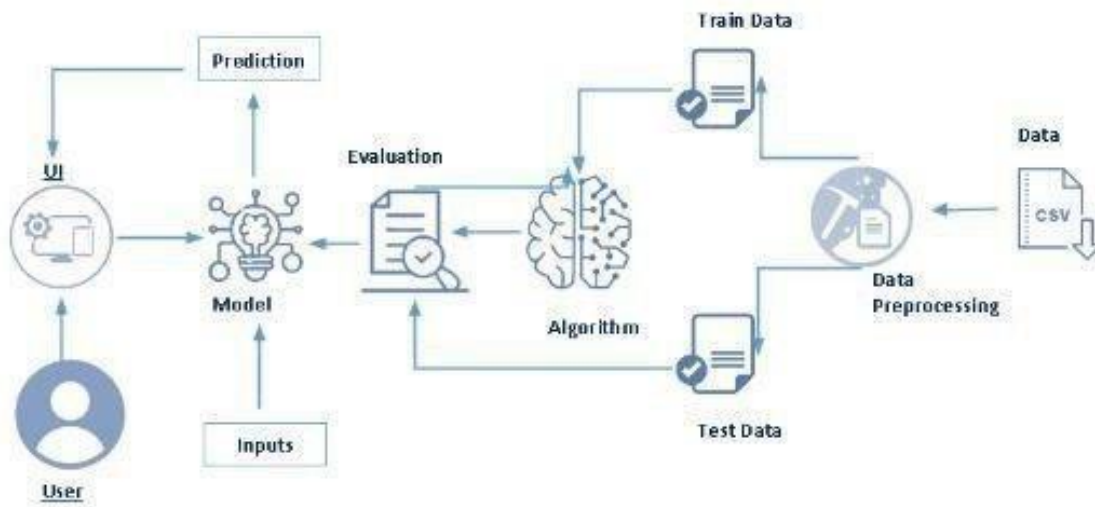 Train Data
Prediction
Data
Evaluation
UI
CSV
Model
Data
Preprocessing
Algorithm
Inputs
Test Data
User